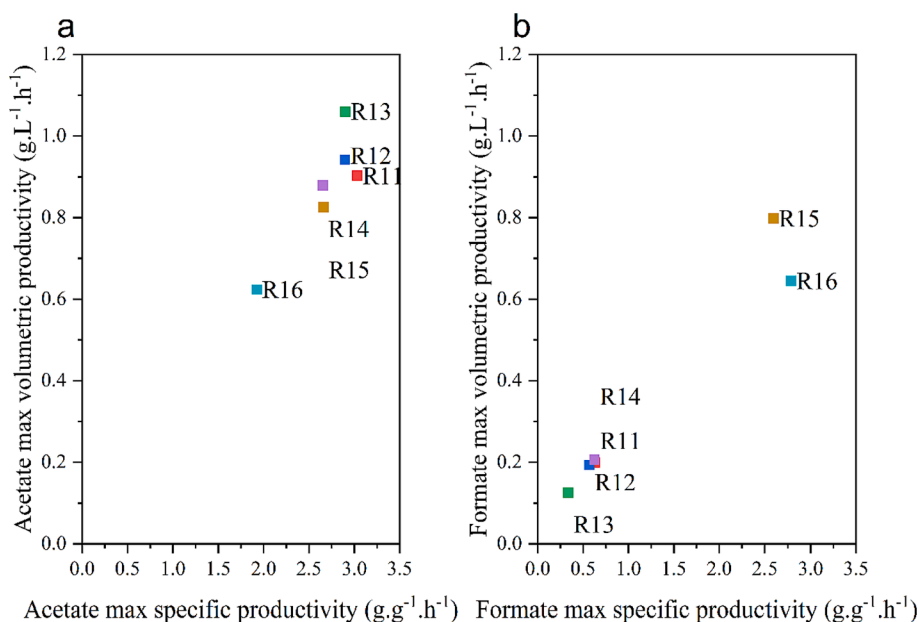 a
Acetate max volumetric productivity (g.L⁻¹.h⁻¹)
1.2
1.0
0.8
0.6
0.4
0.2
0.0
R13
R12
R11
R14
R15
R16
0.0 0.5 1.0 1.5 2.0 2.5 3.0 3.5
Acetate max specific productivity (g.g⁻¹.h⁻¹)
b
Formate max volumetric productivity (g.L⁻¹.h⁻¹)
1.2
1.0
0.8
0.6
0.4
0.2
0.0
R15
R16
R14
R11
R12
R13
0.0 0.5 1.0 1.5 2.0 2.5 3.0 3.5
Formate max specific productivity (g.g⁻¹.h⁻¹)